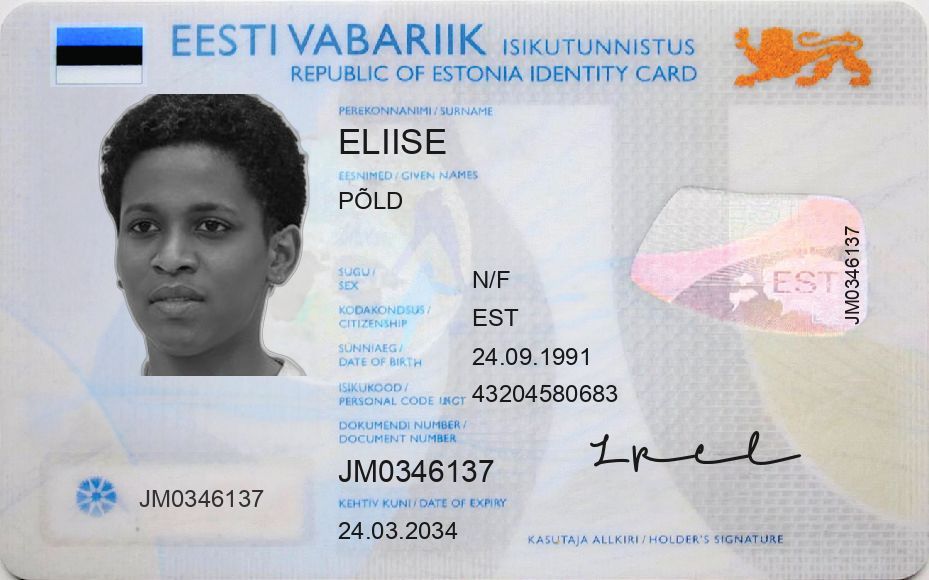 EESTI VABARIIK ISIKUTUNNISTUS
REPUBLIC OF ESTONIA IDENTITY CARD
PEREKONNANIMI / SURNAME
ELIISE
EESNIMED / GIVEN NAMES
PÕLD
SUGU /
SEX
N/F
KODAKONDSUS /
CITIZENSHIP
EST
SÜNNIAEG /
DATE OF BIRTH
24.09.1991
ISIKUKOOD /
PERSONAL CODE
43204580683
DOKUMENDI NUMBER /
DOCUMENT NUMBER
JM0346137
KEHTIV KUNI / DATE OF EXPIRY
24.03.2034
JM0346137
EST
JM0346137
KASUTAJA ALLKIRI / HOLDER'S SIGNATURE